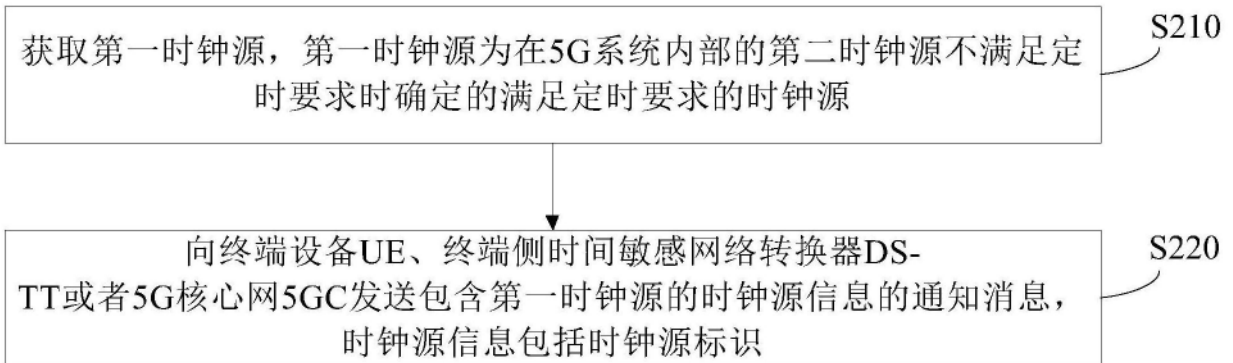 获取第一时钟源，第一时钟源为在5G系统内部的第二时钟源不满足定
时要求时确定的满足定时要求的时钟源
S210
向终端设备UE、终端侧时间敏感网络转换器DS-
TT或者5G核心网5GC发送包含第一时钟源的时钟源信息的通知消息，
时钟源信息包括时钟源标识
S220